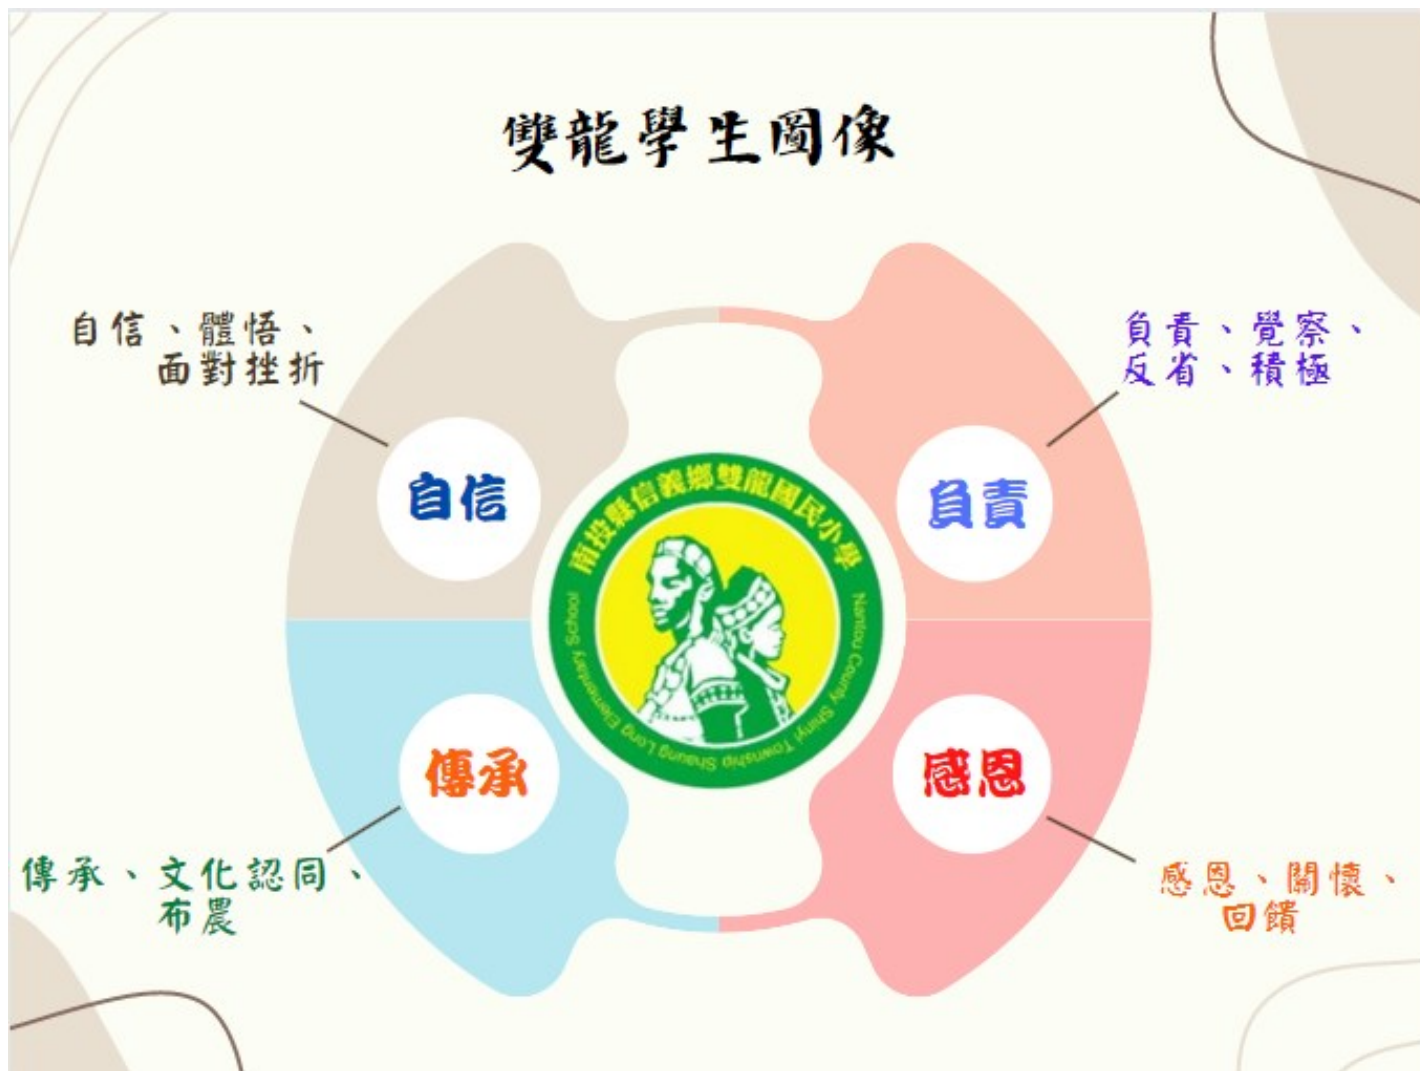 雙龍學生圖像
自信、體悟、
面對挫折
負責、覺察、
反省、積極
自信
負責
南投縣信義鄉雙龍國民小學
Nantou County Shinyi Township Shaung Long Elementary School
傳承
感恩
傳承、文化認同、
布農
感恩、關懷、
回饋